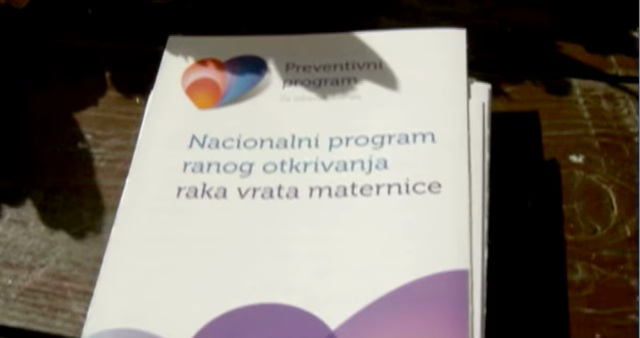 Preventivni
program
Nacionalni program
ranog otkrivanja
raka vrata maternice